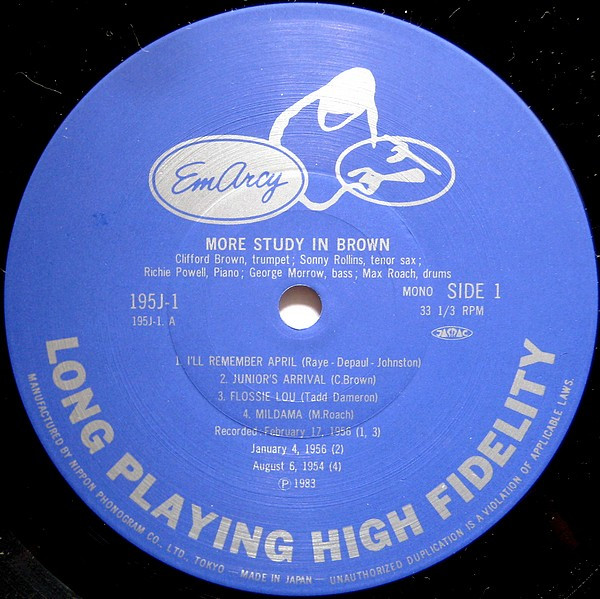 EmArcy
MORE STUDY IN BROWN
Clifford Brown, trumpet; Sonny Rollins, tenor sax;
Richie Powell, Piano; George Morrow, bass; Max Roach, drums
195J-1
195J-1. A
MONO SIDE 1
33 1/3 RPM
JASRAC
1. I'LL REMEMBER APRIL (Raye-Depaul-Johnston)
2. JUNIOR'S ARRIVAL (C.Brown)
3. FLOSSIE LOU (Tadd Dameron)
4. MILDAMA (M.Roach)
Recorded: February 17, 1956 (1, 3)
January 4, 1956 (2)
August 6, 1954 (4)
Ⓟ 1983
LONG PLAYING HIGH FIDELITY
MANUFACTURED BY NIPPON PHONOGRAM CO., LTD., TOKYO — MADE IN JAPAN — UNAUTHORIZED DUPLICATION IS A VIOLATION OF APPLICABLE LAWS.